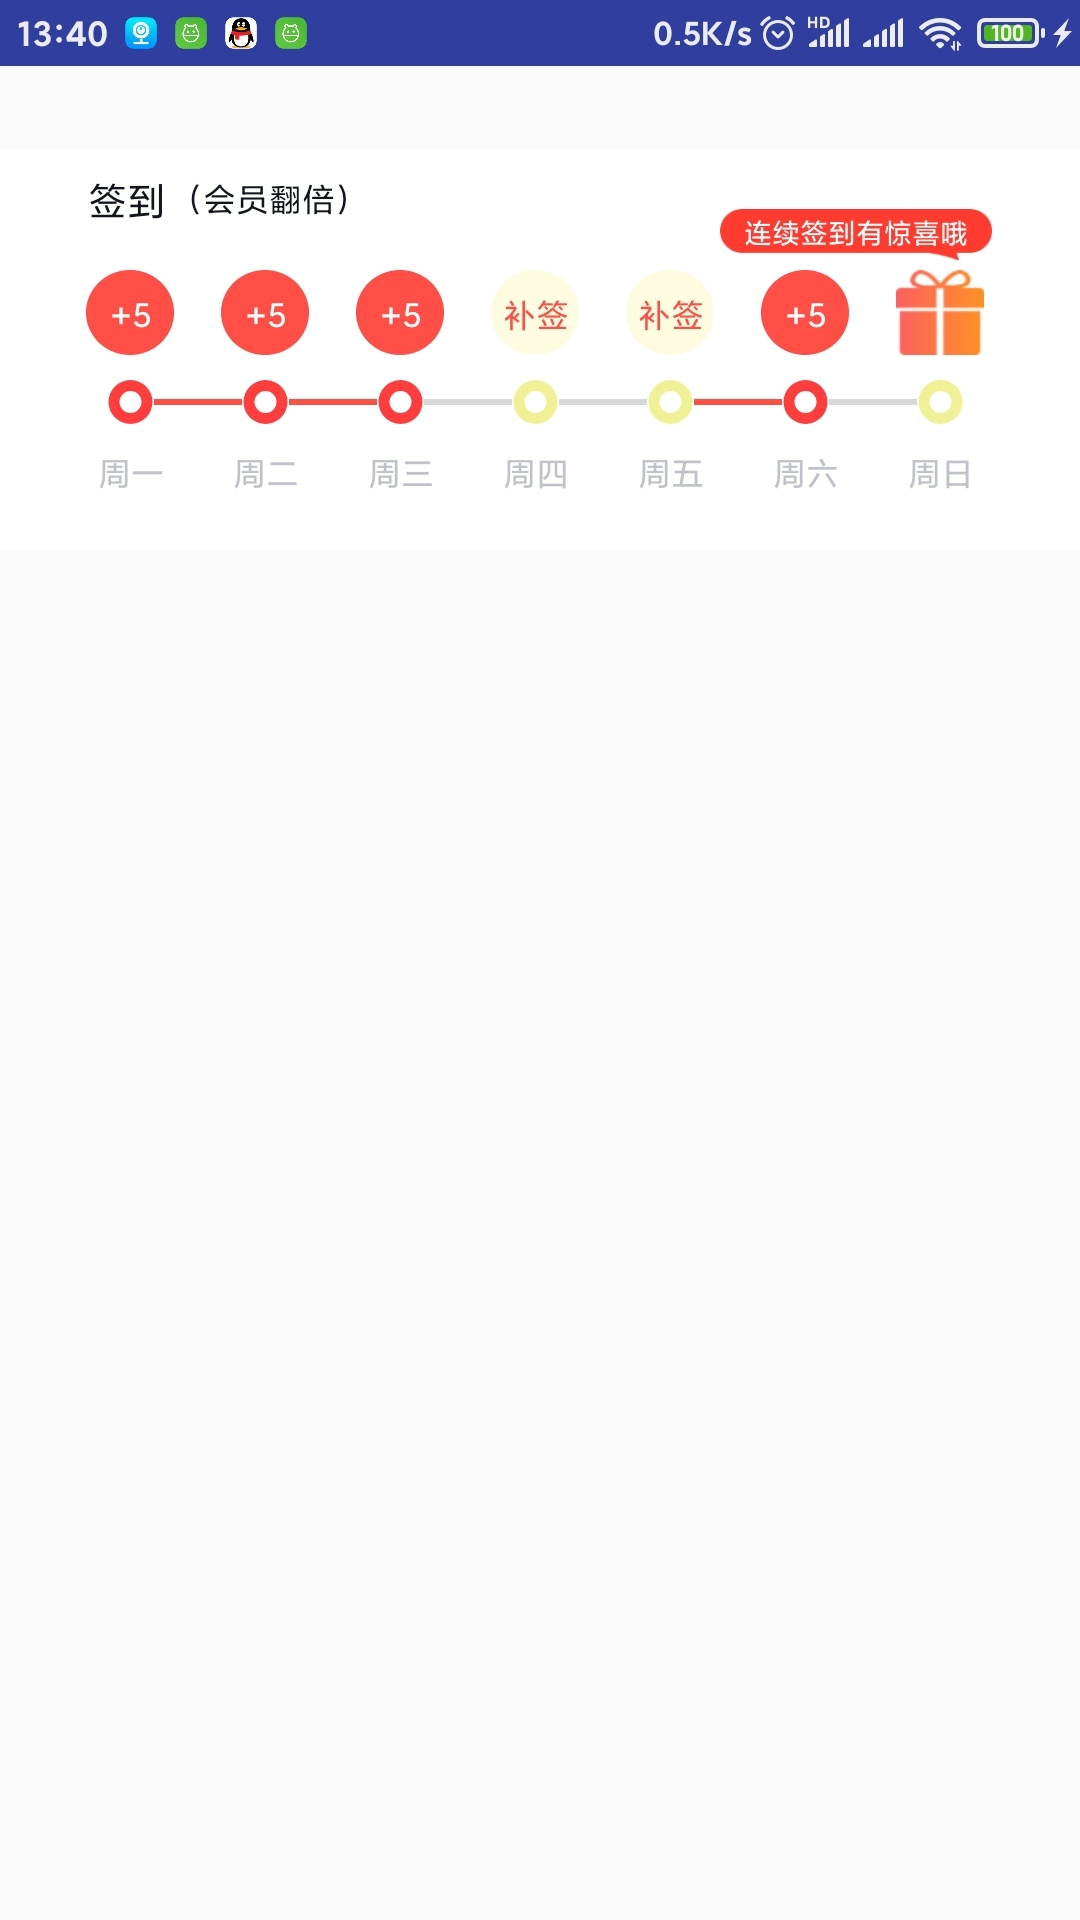 13:40 0.5K/s HD 100
签到（会员翻倍）
连续签到有惊喜哦
+5 +5 +5 补签 补签 +5
周一 周二 周三 周四 周五 周六 周日